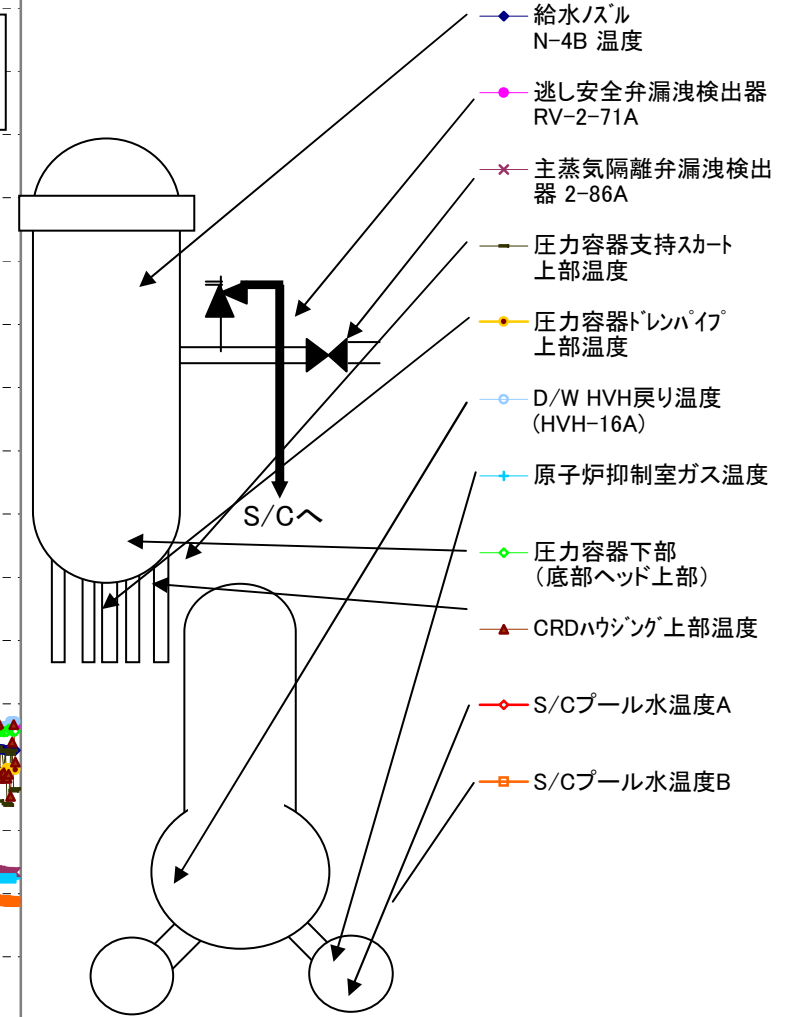 給水ノズル
N-4B 温度
逃し安全弁漏洩検出器
RV-2-71A
主蒸気隔離弁漏洩検出
器 2-86A
圧力容器支持スカート
上部温度
圧力容器ドレンパイプ
上部温度
D/W HVH戻り温度
(HVH-16A)
原子炉抑制室ガス温度
S/Cへ
圧力容器下部
（底部ヘッド上部）
CRDハウジング上部温度
S/Cプール水温度A
S/Cプール水温度B